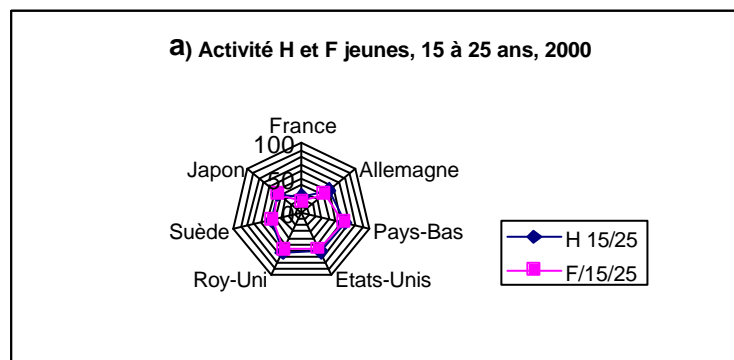 a) Activité H et F jeunes, 15 à 25 ans, 2000
France
100
Japon
Allemagne
50
0
Suède
Pays-Bas
Roy-Uni
Etats-Unis
H 15/25
F/15/25